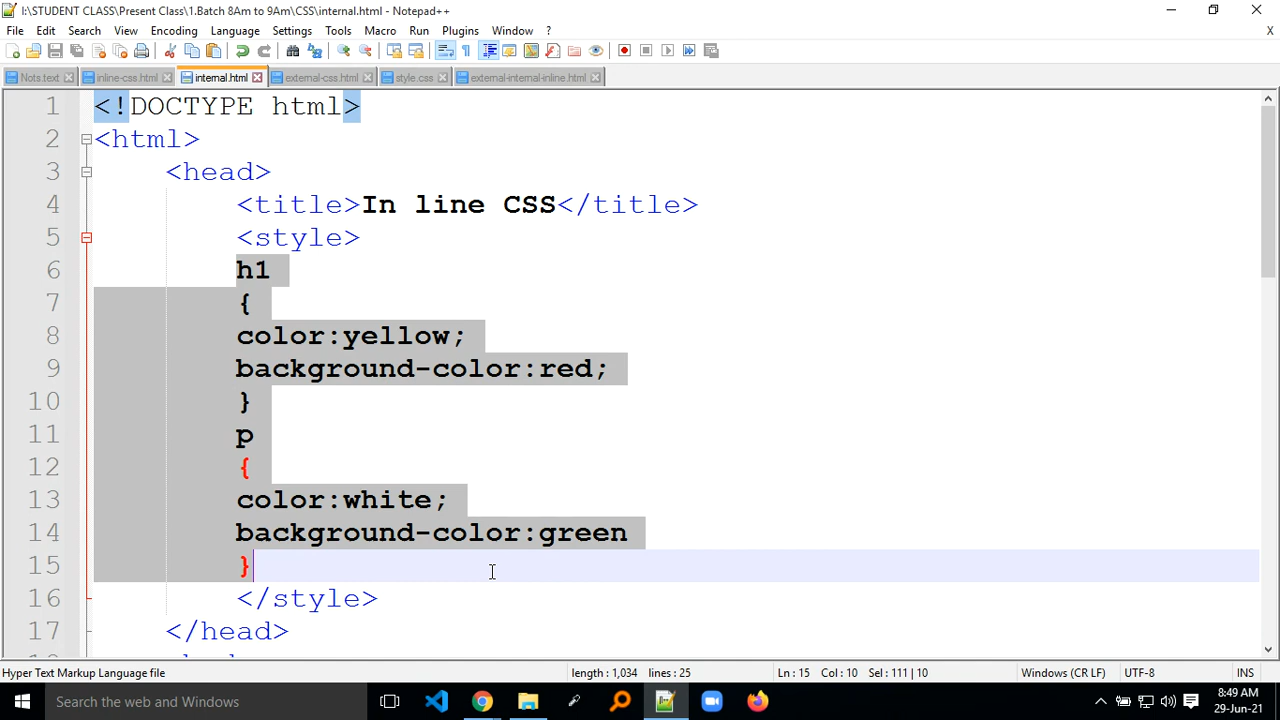 I:\STUDENT CLASS\Present Class\1.Batch 8Am to 9Am\CSS\internal.html - Notepad++
File Edit Search View Encoding Language Settings Tools Macro Run Plugins Window ? X
Nots.text inline-css.html internal.html external-css.html style.css external-internal-inline.html
1 <!DOCTYPE html>
2 <html>
3 <head>
4 <title>In line CSS</title>
5 <style>
6 h1
7 {
8 color:yellow;
9 background-color:red;
10 }
11 p
12 {
13 color:white;
14 background-color:green
15 }
16 </style>
17 </head>
Hyper Text Markup Language file length : 1,034 lines : 25 Ln : 15 Col : 10 Sel : 111 | 10 Windows (CR LF) UTF-8 INS
Search the web and Windows 8:49 AM
29-Jun-21